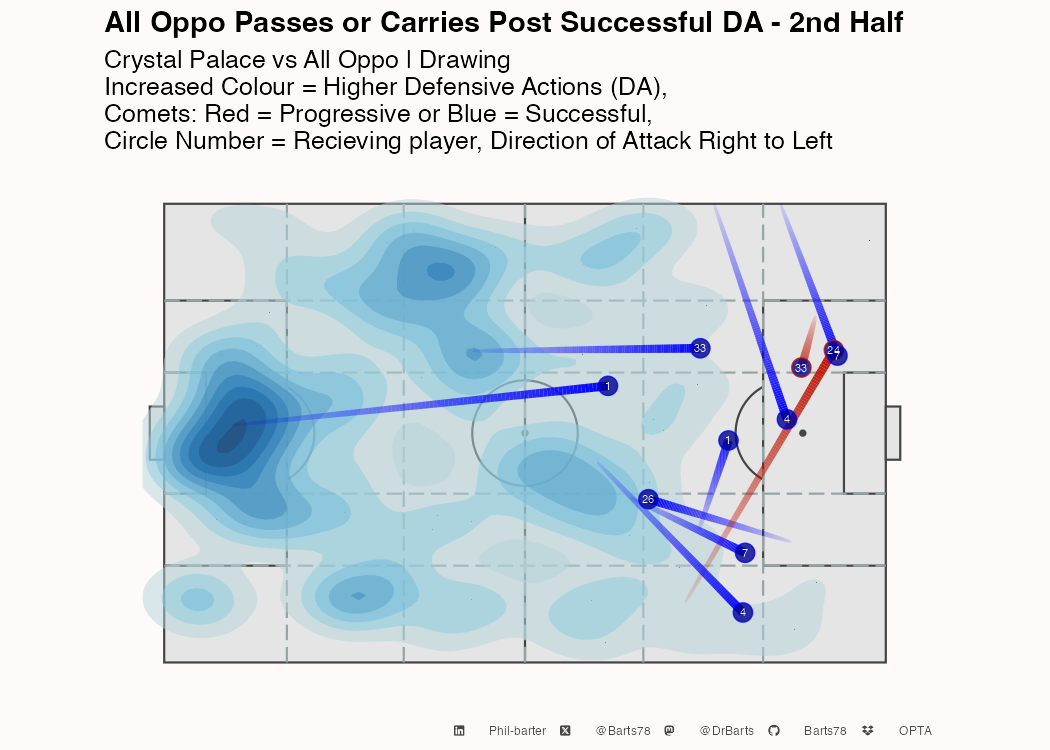 All Oppo Passes or Carries Post Successful DA - 2nd Half
Crystal Palace vs All Oppo | Drawing
Increased Colour = Higher Defensive Actions (DA),
Comets: Red = Progressive or Blue = Successful,
Circle Number = Recieving player, Direction of Attack Right to Left
33
24
7
33
1
4
1
26
7
4
Phil-barter @Barts78 @DrBarts Barts78 OPTA